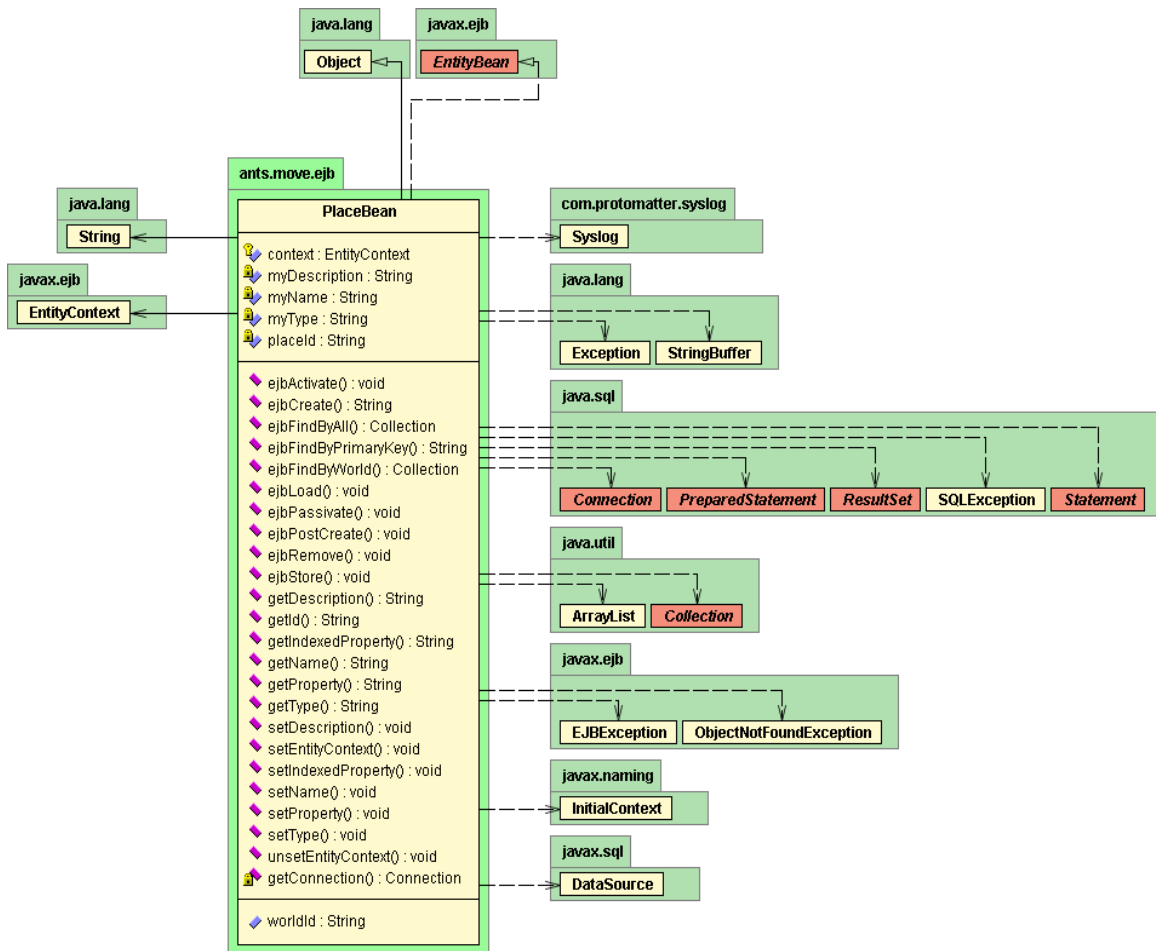 java.lang
Object
javax.ejb
EntityBean
ants.move.ejb
PlaceBean
context : EntityContext
myDescription : String
myName : String
myType : String
placeId : String
ejbActivate() : void
ejbCreate() : String
ejbFindByAll() : Collection
ejbFindByPrimaryKey() : String
ejbFindByWorld() : Collection
ejbLoad() : void
ejbPassivate() : void
ejbPostCreate() : void
ejbRemove() : void
ejbStore() : void
getDescription() : String
getId() : String
getIndexedProperty() : String
getName() : String
getProperty() : String
getType() : String
setDescription() : void
setEntityContext() : void
setIndexedProperty() : void
setName() : void
setProperty() : void
setType() : void
unsetEntityContext() : void
getConnection() : Connection
worldId : String
java.lang
String
javax.ejb
EntityContext
com.protomatter.syslog
Syslog
java.lang
Exception StringBuffer
java.sql
Connection PreparedStatement ResultSet SQLException Statement
java.util
ArrayList Collection
javax.ejb
EJBException ObjectNotFoundException
javax.naming
InitialContext
javax.sql
DataSource